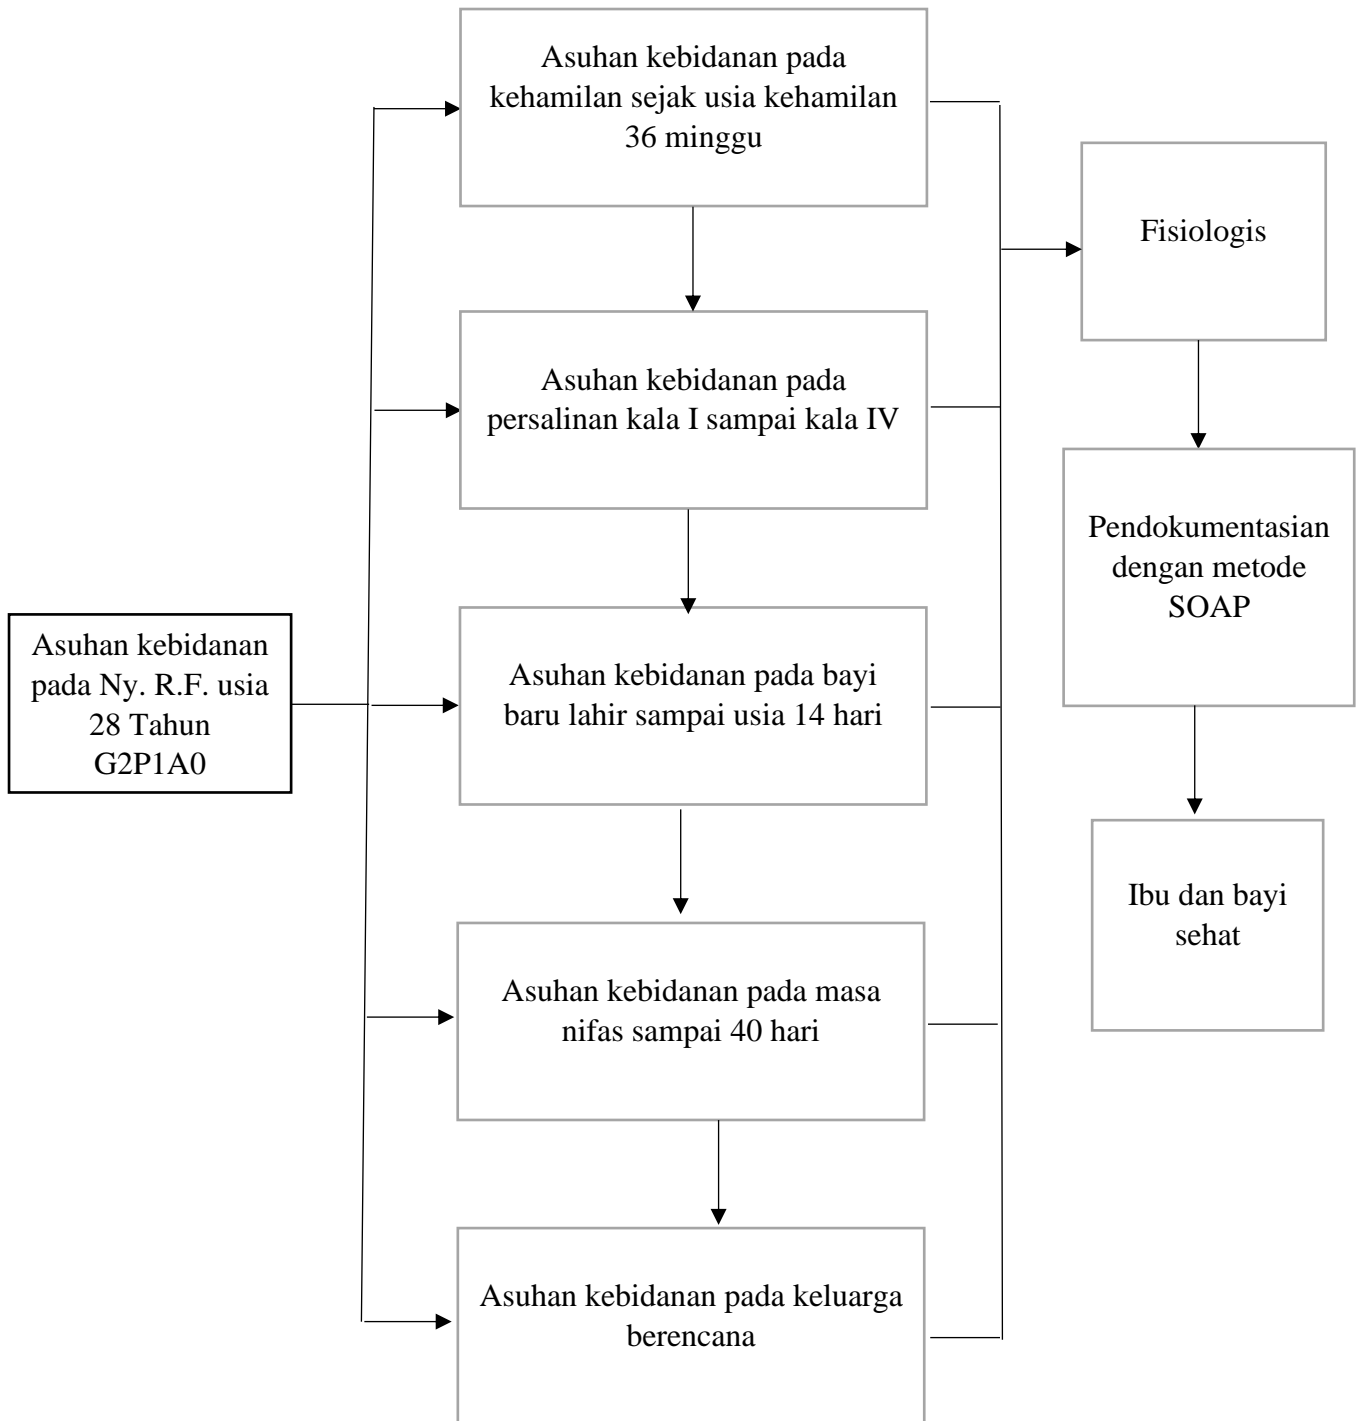 Asuhan kebidanan pada
kehamilan sejak usia kehamilan
36 minggu
Fisiologis
Asuhan kebidanan pada
persalinan kala I sampai kala IV
Pendokumentasian
dengan metode
SOAP
Asuhan kebidanan
pada Ny. R.F. usia
28 Tahun
G2P1A0
Asuhan kebidanan pada bayi
baru lahir sampai usia 14 hari
Ibu dan bayi
sehat
Asuhan kebidanan pada masa
nifas sampai 40 hari
Asuhan kebidanan pada keluarga
berencana